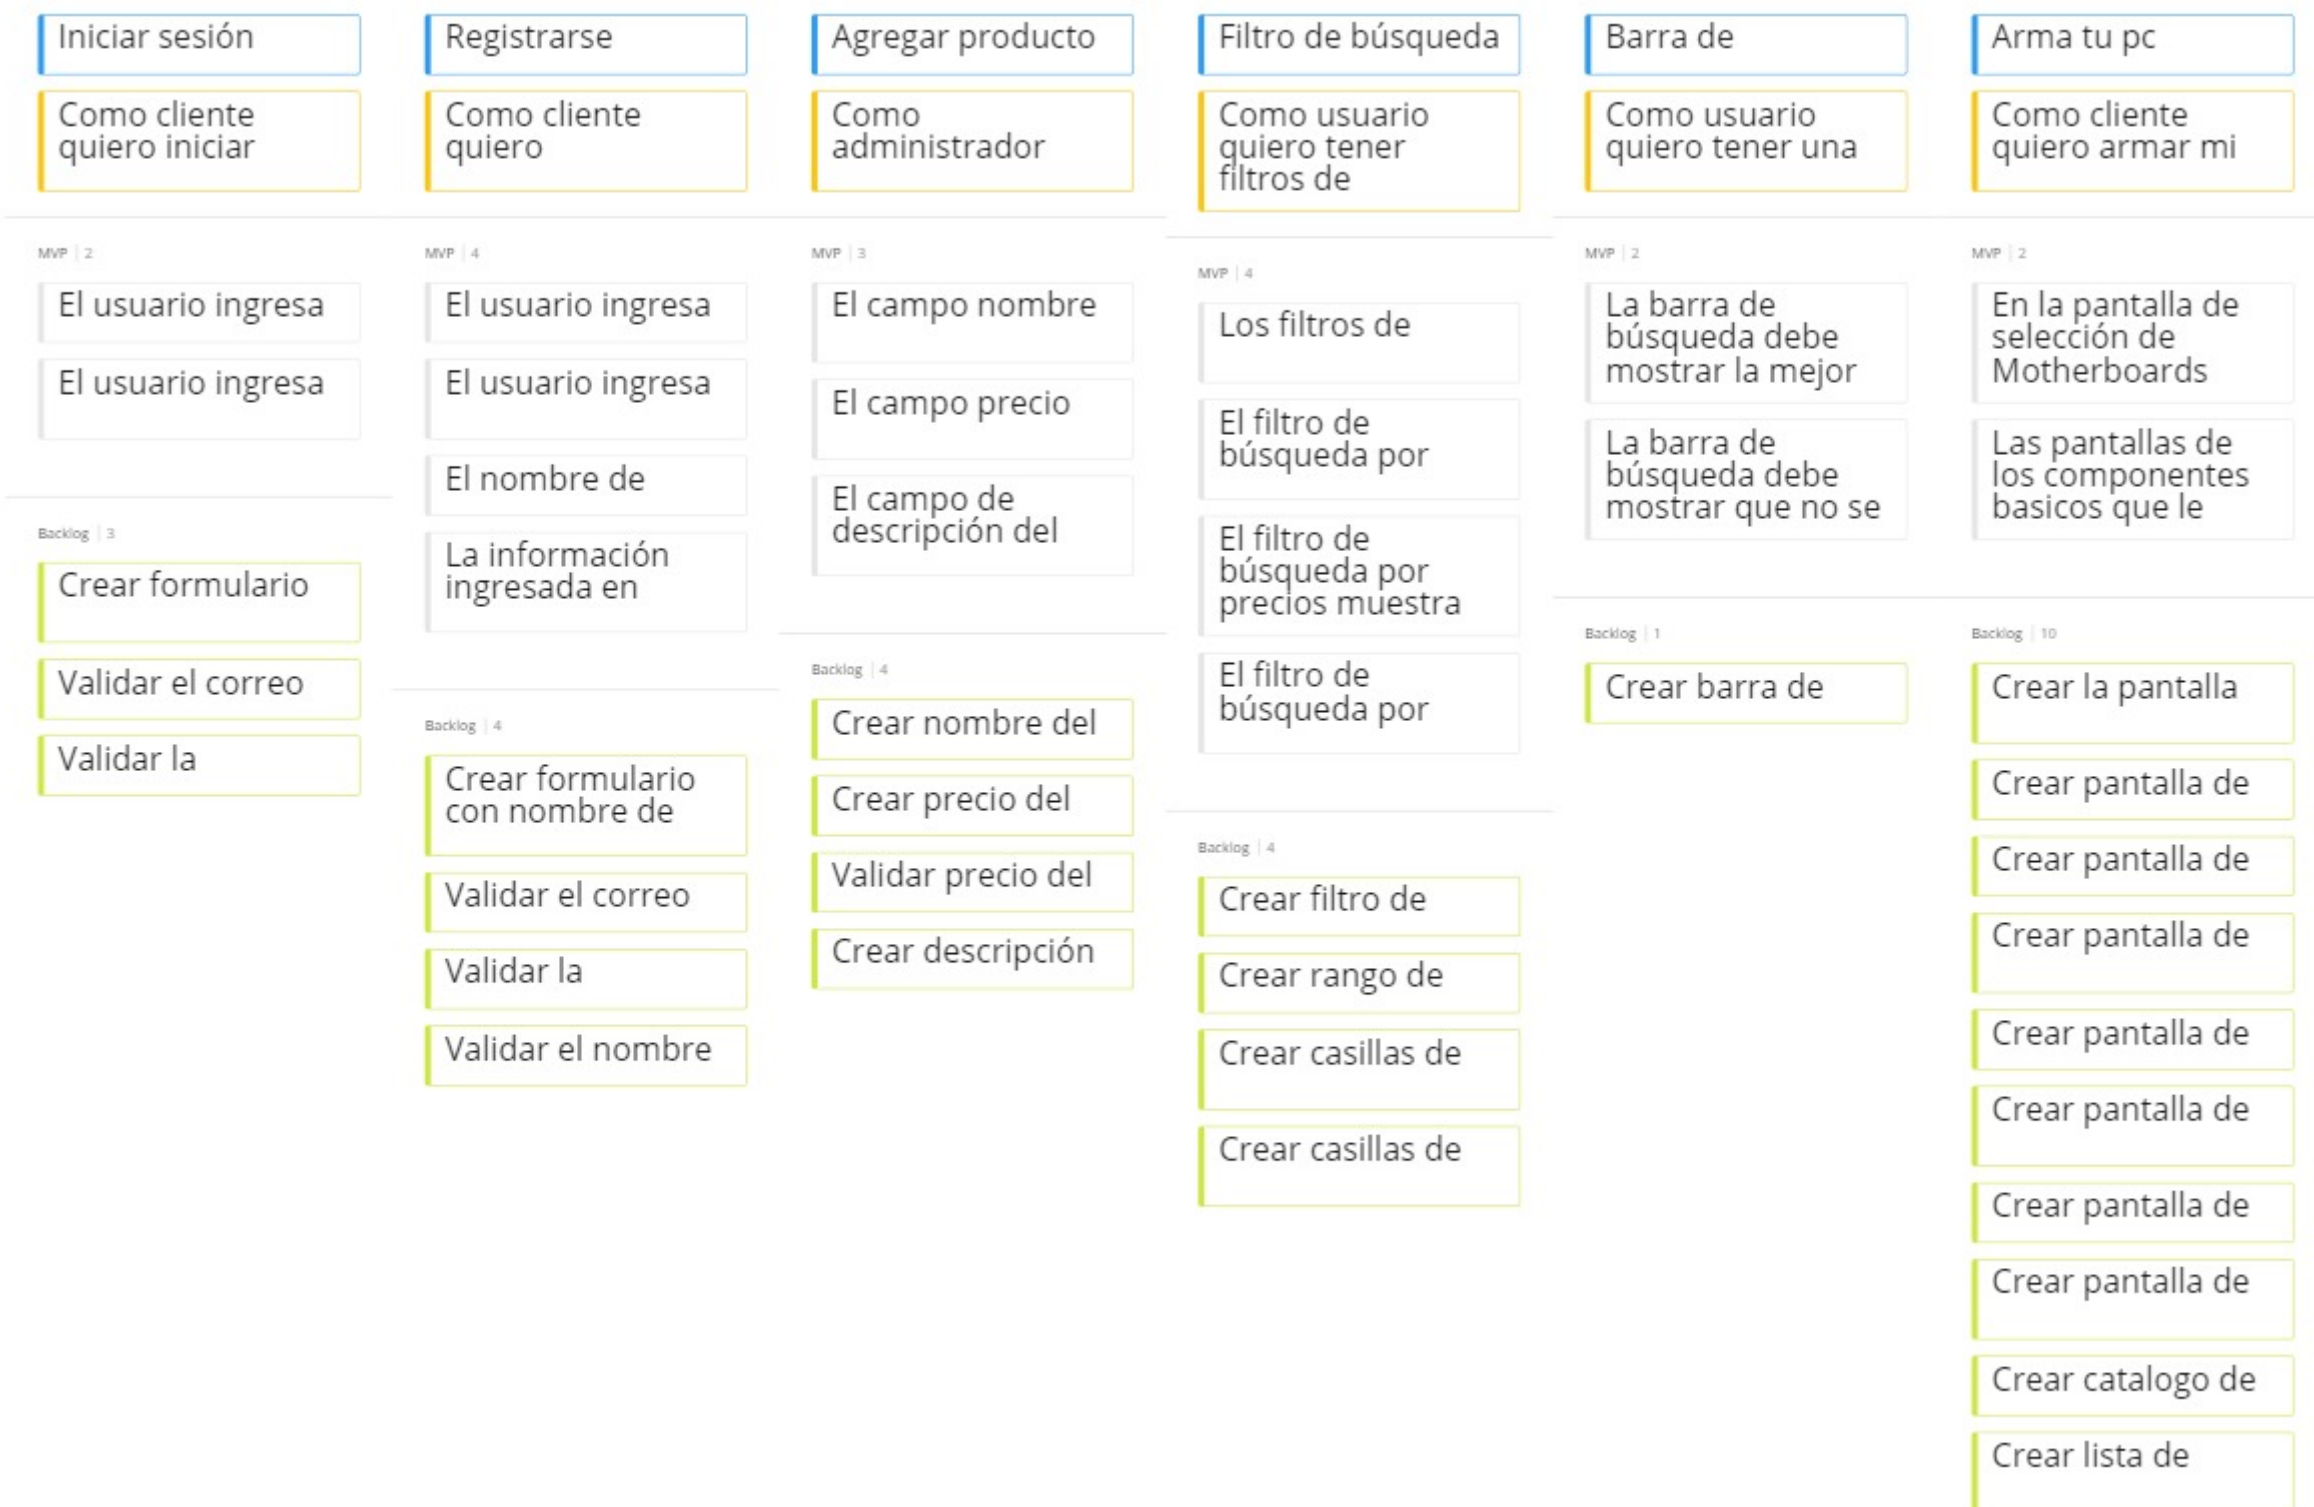 Iniciar sesión
Como cliente
quiero iniciar
MVP | 2
El usuario ingresa
El usuario ingresa
Backlog | 3
Crear formulario
Validar el correo
Validar la
Registrarse
Como cliente
quiero
MVP | 4
El usuario ingresa
El usuario ingresa
El nombre de
La información
ingresada en
Backlog | 4
Crear formulario
con nombre de
Validar el correo
Validar la
Validar el nombre
Agregar producto
Como
administrador
MVP | 3
El campo nombre
El campo precio
El campo de
descripción del
Backlog | 4
Crear nombre del
Crear precio del
Validar precio del
Crear descripción
Filtro de búsqueda
Como usuario
quiero tener
filtros de
MVP | 4
Los filtros de
El filtro de
búsqueda por
El filtro de
búsqueda por
precios muestra
El filtro de
búsqueda por
Backlog | 4
Crear filtro de
Crear rango de
Crear casillas de
Crear casillas de
Barra de
Como usuario
quiero tener una
MVP | 2
La barra de
búsqueda debe
mostrar la mejor
La barra de
búsqueda debe
mostrar que no se
Backlog | 1
Crear barra de
Arma tu pc
Como cliente
quiero armar mi
MVP | 2
En la pantalla de
selección de
Motherboards
Las pantallas de
los componentes
basicos que le
Backlog | 10
Crear la pantalla
Crear pantalla de
Crear pantalla de
Crear pantalla de
Crear pantalla de
Crear pantalla de
Crear pantalla de
Crear pantalla de
Crear catalogo de
Crear lista de